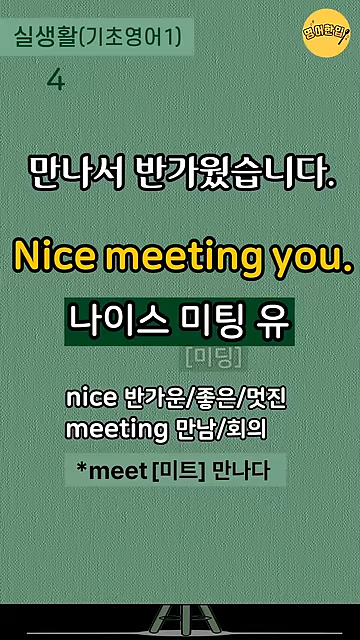 실생활(기초영어1)
영어한입
4
만나서 반가웠습니다.
Nice meeting you.
나이스 미팅 유
[미딩]
nice 반가운/좋은/멋진
meeting 만남/회의
*meet[미트] 만나다